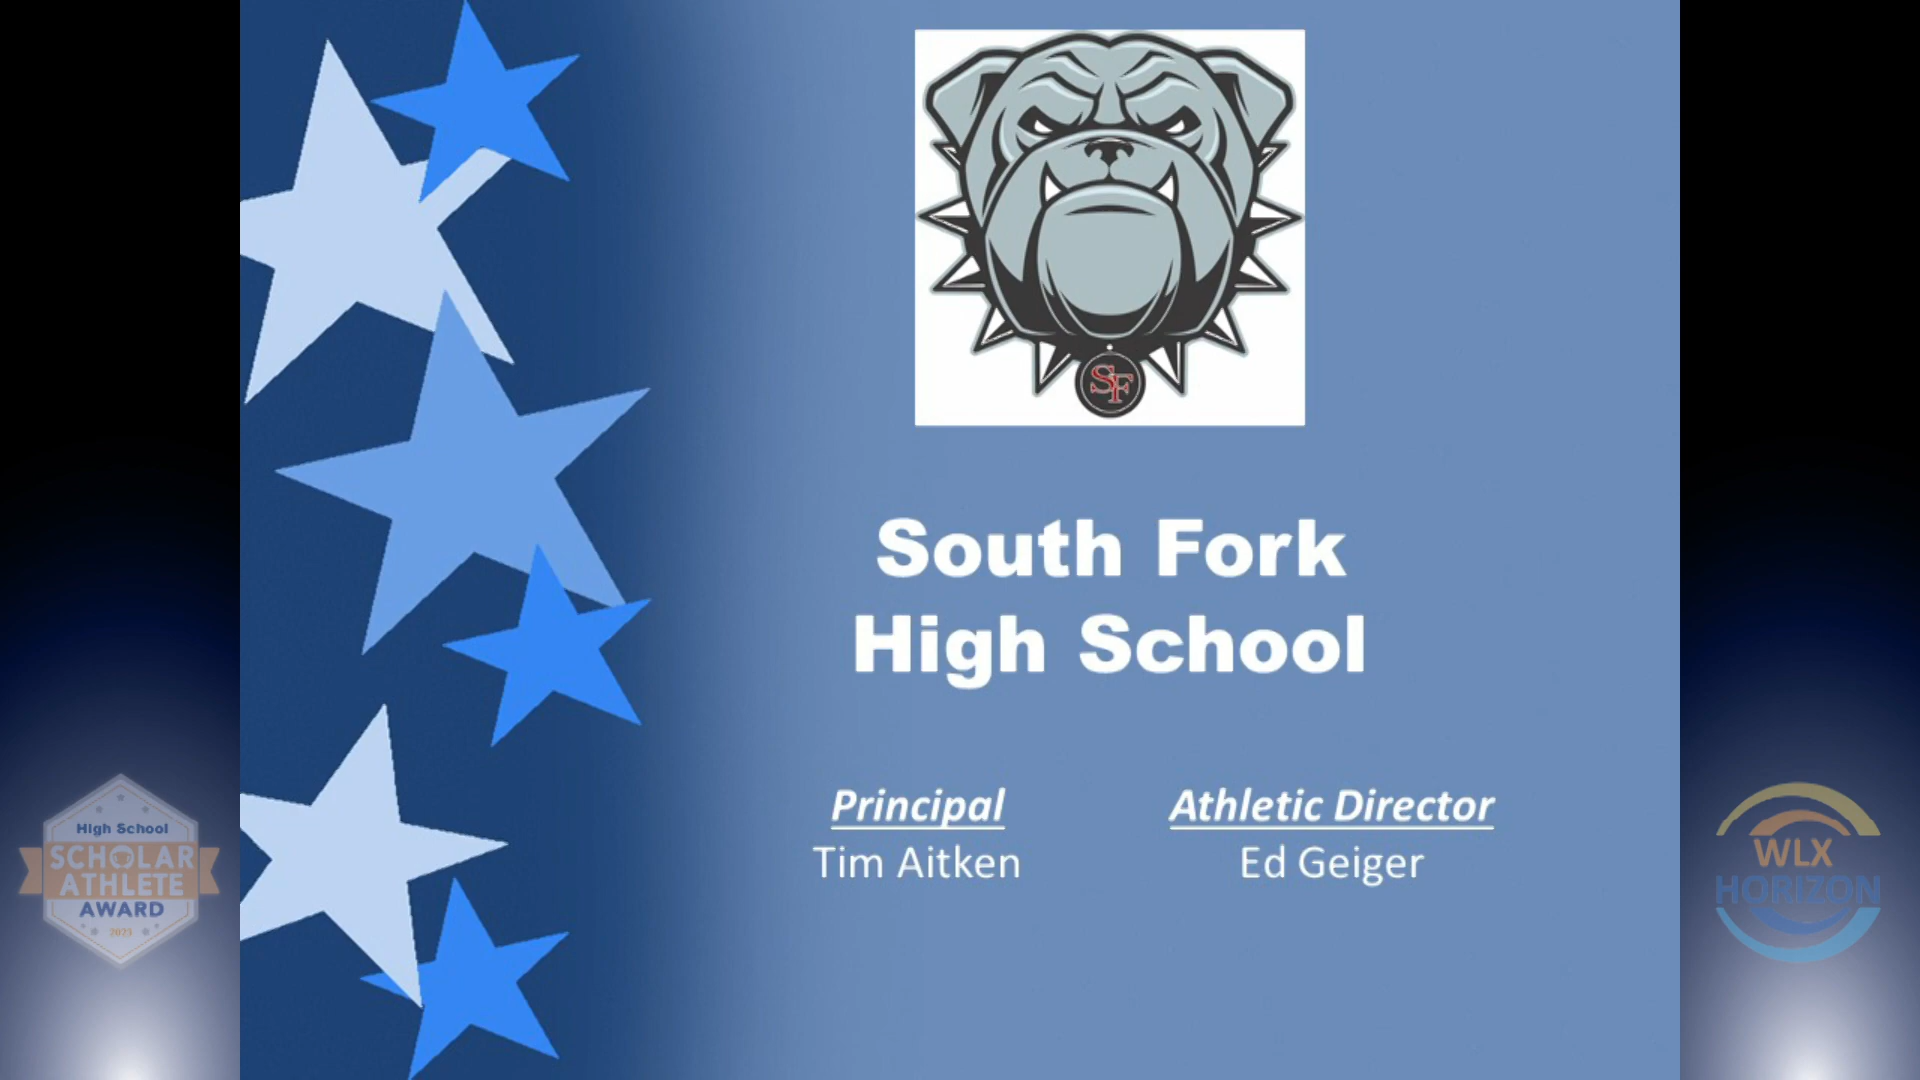 SF
South Fork
High School
Principal
Athletic Director
Tim Aitken
Ed Geiger
High School
SCHOLAR
ATHLETE
AWARD
2023
WLX
HORIZON